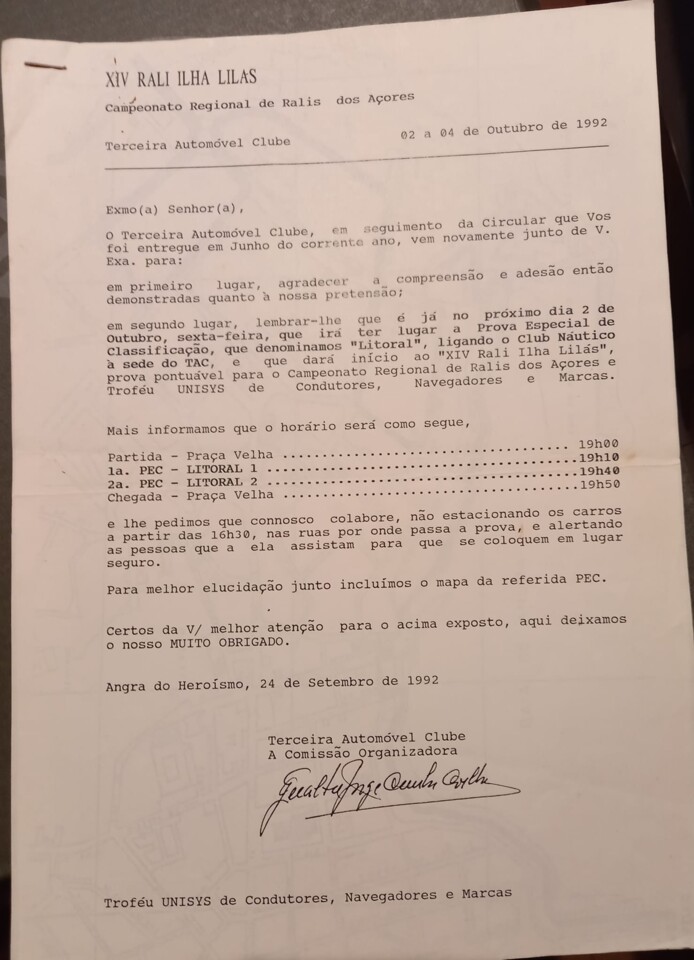 XIV RALI ILHA LILAS
Campeonato Regional de Ralis dos Açores
Terceira Automóvel Clube 02 a 04 de Outubro de 1992
Exmo(a) Senhor(a),
O Terceira Automóvel Clube, em seguimento da Circular que Vos
foi entregue em Junho do corrente ano, vem novamente junto de V.
Exa. para:
em primeiro lugar, agradecer a compreensão e adesão então
demonstradas quanto à nossa pretensão;
em segundo lugar, lembrar-lhe que é já no próximo dia 2 de
Outubro, sexta-feira, que irá ter lugar a Prova Especial de
Classificação, que denominamos "Litoral", ligando o Club Náutico
à sede do TAC, e que dará início ao "XIV Rali Ilha Lilás",
prova pontuável para o Campeonato Regional de Ralis dos Açores e
Troféu UNISYS de Condutores, Navegadores e Marcas.
Mais informamos que o horário será como segue,
Partida - Praça Velha ..................................... 19h00
1a. PEC - LITORAL 1 .......................................19h10
2a. PEC - LITORAL 2 .......................................19h40
Chegada - Praça Velha .....................................19h50
e lhe pedimos que connosco colabore, não estacionando os carros
a partir das 16h30, nas ruas por onde passa a prova, e alertando
as pessoas que a ela assistam para que se coloquem em lugar
seguro.
Para melhor elucidação junto incluímos o mapa da referida PEC.
Certos da V/ melhor atenção para o acima exposto, aqui deixamos
o nosso MUITO OBRIGADO.
Angra do Heroísmo, 24 de Setembro de 1992
Terceira Automóvel Clube
A Comissão Organizadora
Troféu UNISYS de Condutores, Navegadores e Marcas